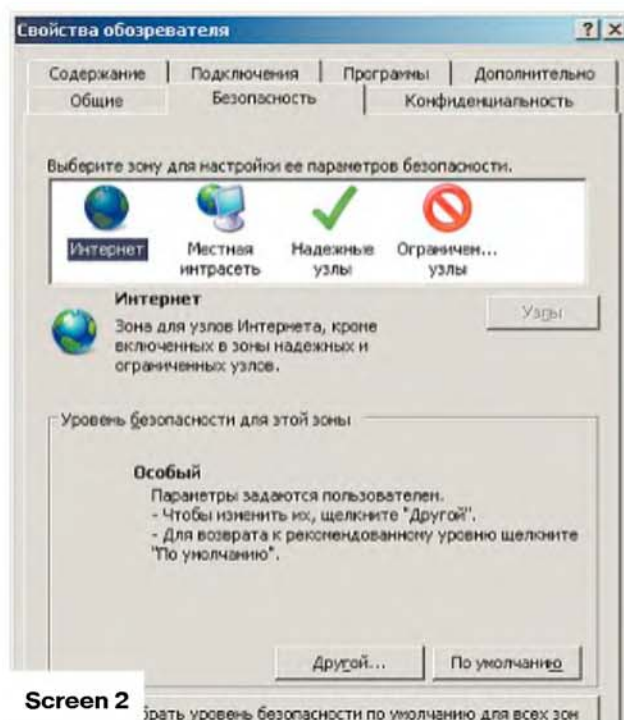 Свойства обозревателя
Содержание Подключения Программы Дополнительно
Общие Безопасность Конфиденциальность
Выберите зону для настройки ее параметров безопасности.
Интернет Местная интрасеть Надежные узлы Ограничен... узлы
Интернет
Узлы
Зона для узлов Интернета, кроме
включенных в зоны надежных и
ограниченных узлов.
Уровень безопасности для этой зоны
Особый
Параметры задаются пользователем.
- Чтобы изменить их, щелкните "Другой".
- Для возврата к рекомендованному уровню щелкните
"По умолчанию".
Другой... По умолчанию
Screen 2
уровень безопасности по умолчанию для всех зон